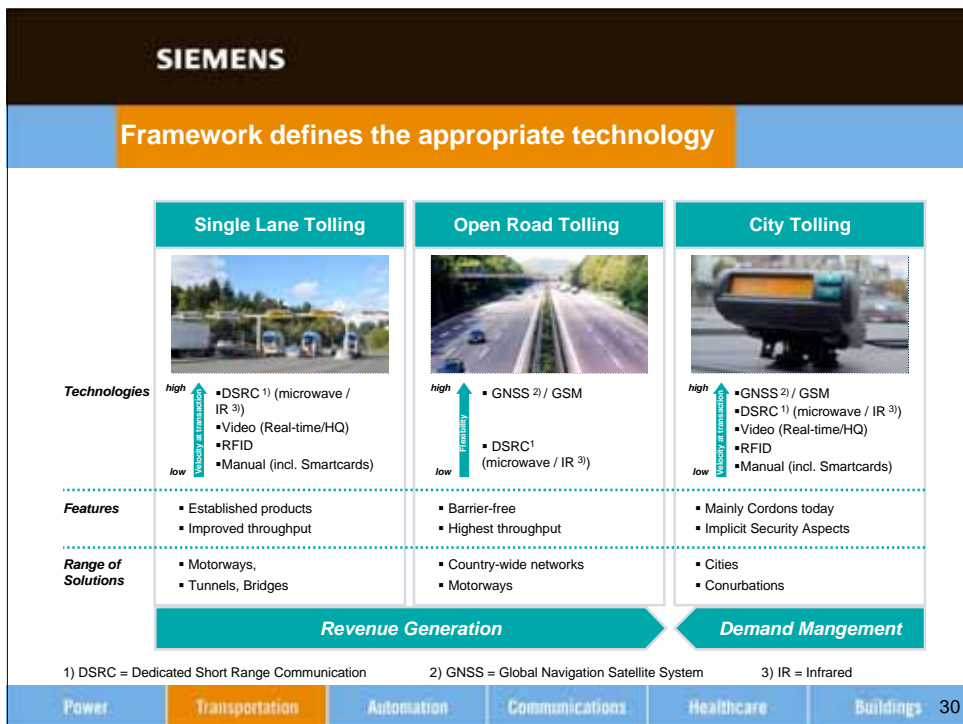 SIEMENS
Framework defines the appropriate technology
Single Lane Tolling
Open Road Tolling
City Tolling
Technologies
high
Velocity at transaction
low
▪DSRC 1) (microwave /
IR 3))
▪Video (Real-time/HQ)
▪RFID
▪Manual (incl. Smartcards)
high
Flexibility
low
▪ GNSS 2) / GSM
▪ DSRC1
(microwave / IR 3))
high
Velocity at transaction
low
▪GNSS 2) / GSM
▪DSRC 1) (microwave / IR 3))
▪Video (Real-time/HQ)
▪RFID
▪Manual (incl. Smartcards)
Features
▪ Established products
▪ Improved throughput
▪ Barrier-free
▪ Highest throughput
▪ Mainly Cordons today
▪ Implicit Security Aspects
Range of
Solutions
▪ Motorways,
▪ Tunnels, Bridges
▪ Country-wide networks
▪ Motorways
▪ Cities
▪ Conurbations
Revenue Generation
Demand Mangement
1) DSRC = Dedicated Short Range Communication 2) GNSS = Global Navigation Satellite System 3) IR = Infrared
Power Transportation Automation Communications Healthcare Buildings 30